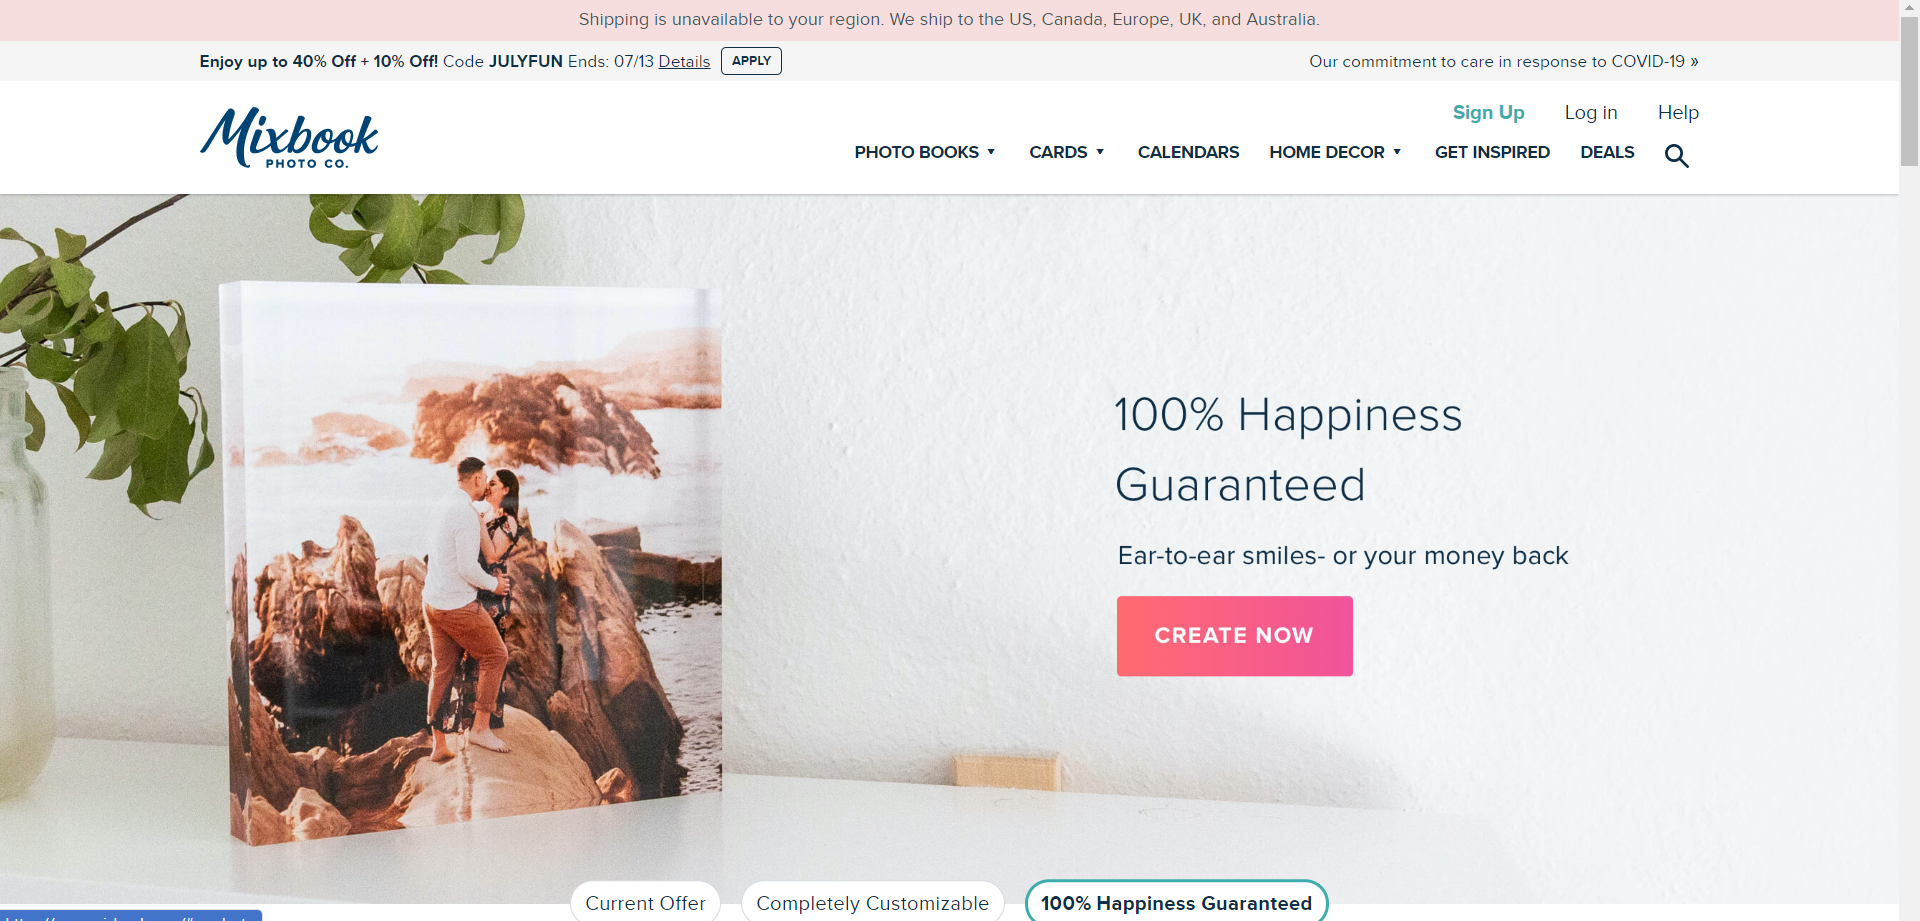 Shipping is unavailable to your region. We ship to the US, Canada, Europe, UK, and Australia.
Enjoy up to 40% Off + 10% Off! Code JULYFUN Ends: 07/13 Details APPLY
Our commitment to care in response to COVID-19 »
Sign Up Log in Help
Mixbook
PHOTO CO.
PHOTO BOOKS CARDS CALENDARS HOME DECOR GET INSPIRED DEALS
100% Happiness
Guaranteed
Ear-to-ear smiles- or your money back
CREATE NOW
Current Offer Completely Customizable 100% Happiness Guaranteed